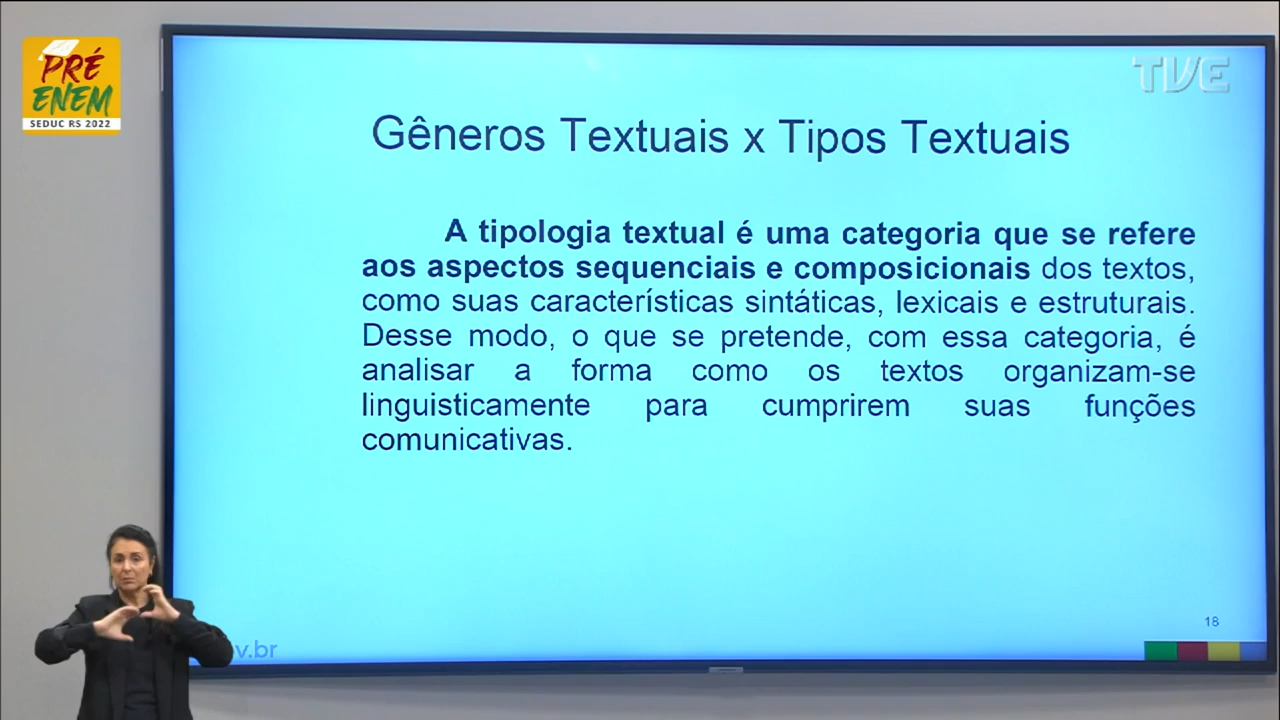 PRÉ
ENEM
SEDUC RS 2022
TVE
Gêneros Textuais x Tipos Textuais
A tipologia textual é uma categoria que se refere
aos aspectos sequenciais e composicionais dos textos,
como suas características sintáticas, lexicais e estruturais.
Desse modo, o que se pretende, com essa categoria, é
analisar a forma como os textos organizam-se
linguisticamente para cumprirem suas funções
comunicativas.
18
v.br